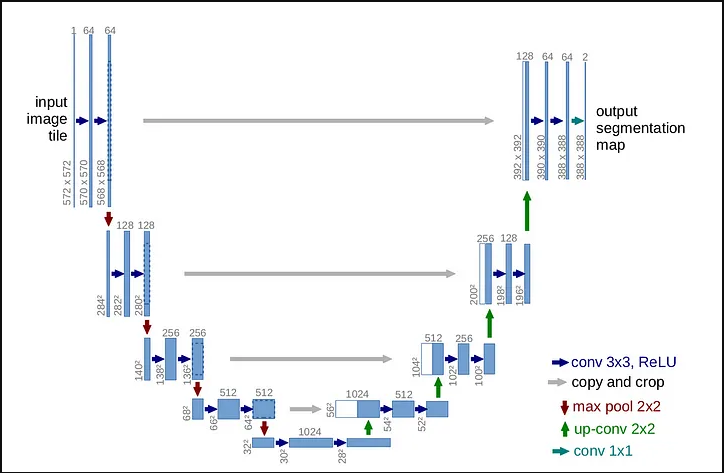 1 64 64
input
image
tile
572 x 572
570 x 570
568 x 568
128 64 64 2
output
segmentation
map
392 x 392
390 x 390
388 x 388
388 x 388
128 128
284²
282²
280²
256 128
200²
198²
196²
256 256
140²
138²
136²
512 256
104²
102²
100²
512 512
68²
66²
64²
1024 512
56²
54²
52²
1024
32²
30²
28²
conv 3x3, ReLU
copy and crop
max pool 2x2
up-conv 2x2
conv 1x1